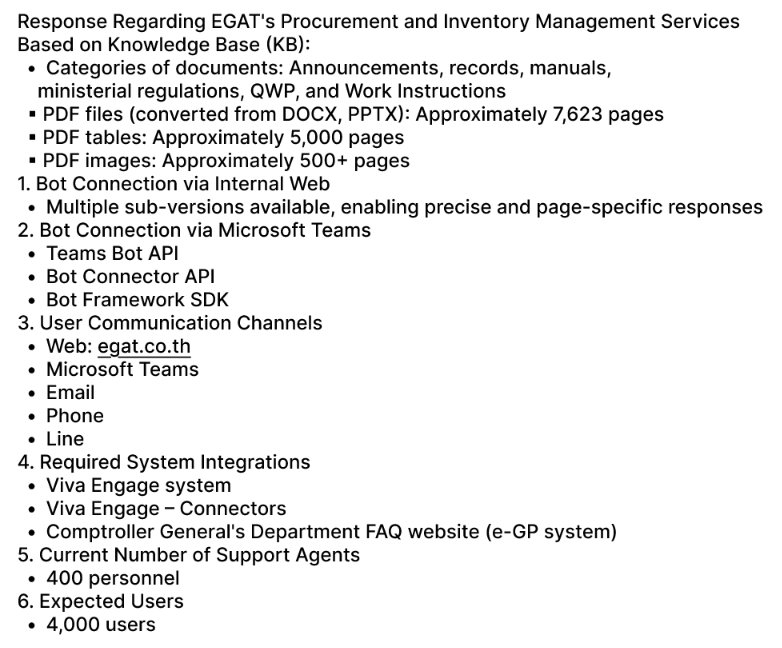 Response Regarding EGAT's Procurement and Inventory Management Services
Based on Knowledge Base (KB):
• Categories of documents: Announcements, records, manuals,
ministerial regulations, QWP, and Work Instructions
▪ PDF files (converted from DOCX, PPTX): Approximately 7,623 pages
▪ PDF tables: Approximately 5,000 pages
▪ PDF images: Approximately 500+ pages
1. Bot Connection via Internal Web
• Multiple sub-versions available, enabling precise and page-specific responses
2. Bot Connection via Microsoft Teams
• Teams Bot API
• Bot Connector API
• Bot Framework SDK
3. User Communication Channels
• Web: egat.co.th
• Microsoft Teams
• Email
• Phone
• Line
4. Required System Integrations
• Viva Engage system
• Viva Engage – Connectors
• Comptroller General's Department FAQ website (e-GP system)
5. Current Number of Support Agents
• 400 personnel
6. Expected Users
• 4,000 users